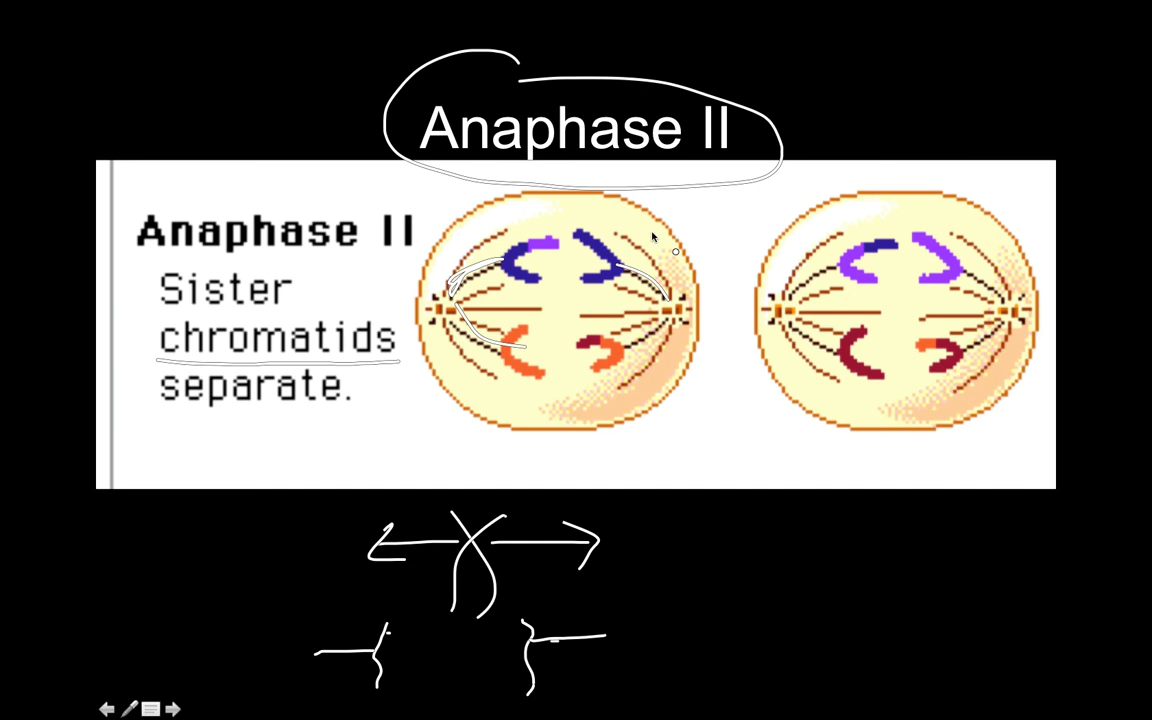 Anaphase II
Anaphase II
Sister
chromatids
separate.